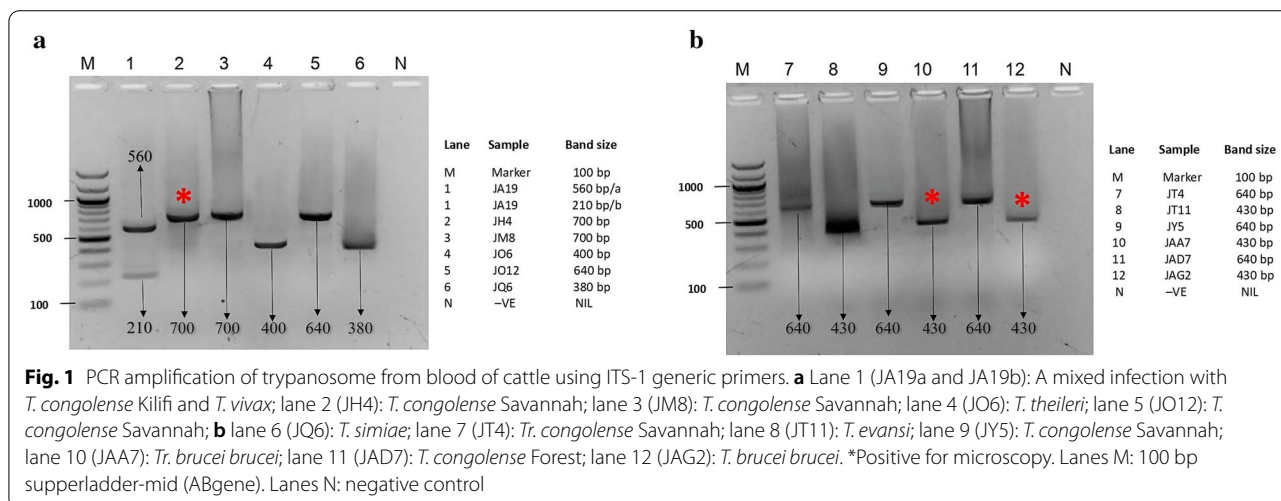 a
M 1 2 3 4 5 6 N
560
*
1000
500
100
210 700 700 400 640 380
Lane Sample Band size
M Marker 100 bp
1 JA19 560 bp/a
1 JA19 210 bp/b
2 JH4 700 bp
3 JM8 700 bp
4 JO6 400 bp
5 JO12 640 bp
6 JQ6 380 bp
N –VE NIL
b
M 7 8 9 10 11 12 N
* *
1000
500
100
640 430 640 430 640 430
Lane Sample Band size
M Marker 100 bp
7 JT4 640 bp
8 JT11 430 bp
9 JY5 640 bp
10 JAA7 430 bp
11 JAD7 640 bp
12 JAG2 430 bp
N –VE NIL
Fig. 1 PCR amplification of trypanosome from blood of cattle using ITS-1 generic primers. a Lane 1 (JA19a and JA19b): A mixed infection with
T. congolense Kilifi and T. vivax; lane 2 (JH4): T. congolense Savannah; lane 3 (JM8): T. congolense Savannah; lane 4 (JO6): T. theileri; lane 5 (JO12): T.
congolense Savannah; b lane 6 (JQ6): T. simiae; lane 7 (JT4): Tr. congolense Savannah; lane 8 (JT11): T. evansi; lane 9 (JY5): T. congolense Savannah;
lane 10 (JAA7): Tr. brucei brucei; lane 11 (JAD7): T. congolense Forest; lane 12 (JAG2): T. brucei brucei. *Positive for microscopy. Lanes M: 100 bp
supperladder-mid (ABgene). Lanes N: negative control